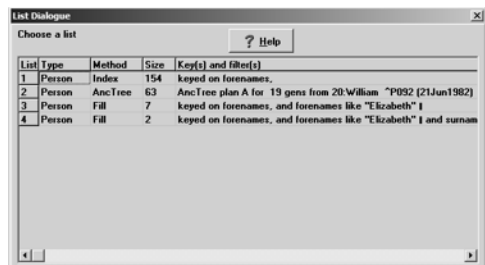 List Dialogue
Choose a list
? Help
List Type Method Size Key(s) and filter(s)
1 Person Index 154 keyed on forenames,
2 Person AncTree 63 AncTree plan A for 19 gens from 20:William ^P092 (21Jun1982)
3 Person Fill 7 keyed on forenames, and forenames like "Elizabeth" |
4 Person Fill 2 keyed on forenames, and forenames like "Elizabeth" | and surnam